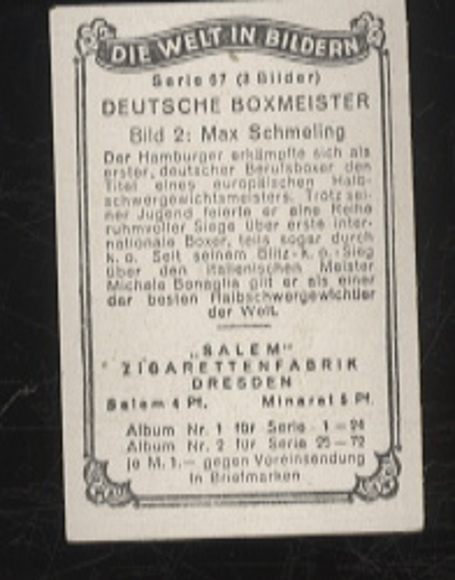 DIE WELT IN BILDERN
Serie 67 (3 Bilder)
DEUTSCHE BOXMEISTER
Bild 2: Max Schmeling
Der Hamburger erkämpfte sich als
erster deutscher Berufsboxer den
Titel eines europäischen Halb-
schwergewichtsmeisters. Trotz sei-
ner Jugend feierte er eine Reihe
ruhmvoller Siege über erste inter-
nationale Boxer, teils sogar durch
k. o. Seit seinem Blitz-k. o.-Sieg
über den italienischen Meister
Michele Bonaglia gilt er als einer
der besten Halbschwergewichtler
der Welt.
„SALEM“
ZIGARETTENFABRIK
DRESDEN
Salem 4 Pf. Minaret 5 Pf.
Album Nr. 1 für Serie 1–24
Album Nr. 2 für Serie 25–72
je M. 1.– gegen Voreinsendung
in Briefmarken